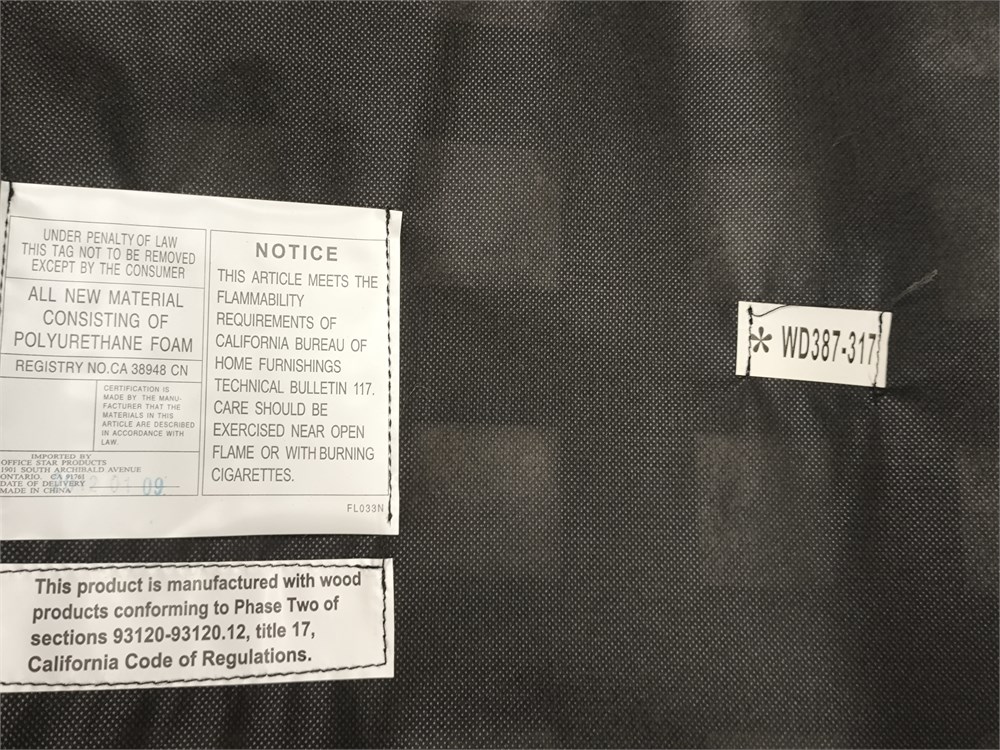 UNDER PENALTY OF LAW
THIS TAG NOT TO BE REMOVED
EXCEPT BY THE CONSUMER
ALL NEW MATERIAL
CONSISTING OF
POLYURETHANE FOAM
REGISTRY NO.CA 38948 CN
CERTIFICATION IS
MADE BY THE MANU-
FACTURER THAT THE
MATERIALS IN THIS
ARTICLE ARE DESCRIBED
IN ACCORDANCE WITH
LAW.
IMPORTED BY
OFFICE STAR PRODUCTS
1901 SOUTH ARCHIBALD AVENUE
ONTARIO, CA 91761
DATE OF DELIVERY
MADE IN CHINA
01 09
NOTICE
THIS ARTICLE MEETS THE
FLAMMABILITY
REQUIREMENTS OF
CALIFORNIA BUREAU OF
HOME FURNISHINGS
TECHNICAL BULLETIN 117.
CARE SHOULD BE
EXERCISED NEAR OPEN
FLAME OR WITH BURNING
CIGARETTES.
FL033N
This product is manufactured with wood
products conforming to Phase Two of
sections 93120-93120.12, title 17,
California Code of Regulations.
* WD387-317